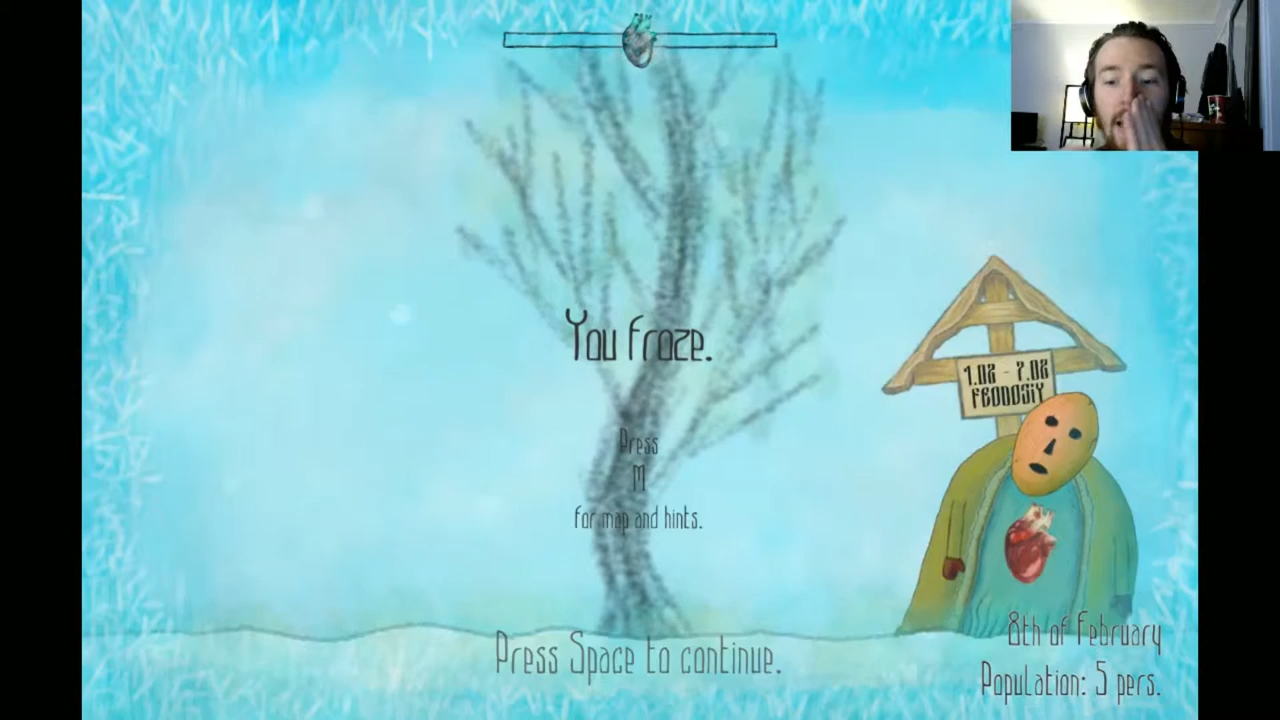 You froze.
1.02 - 7.02
FEODOSIY
Press
M
for map and hints.
8th of February
Press Space to continue.
Population: 5 pers.